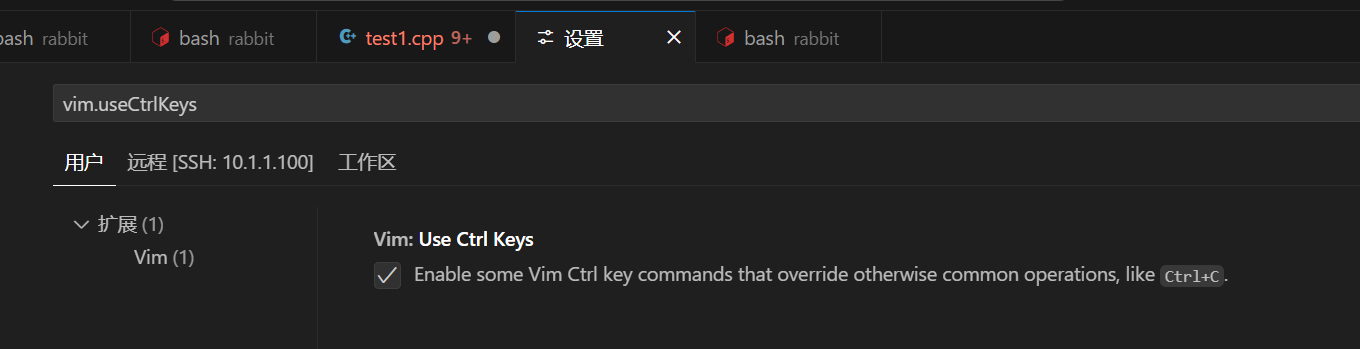 bash rabbit
bash rabbit
test1.cpp 9+
设置
bash rabbit
vim.useCtrlKeys
用户 远程 [SSH: 10.1.1.100] 工作区
扩展 (1)
Vim (1)
Vim: Use Ctrl Keys
Enable some Vim Ctrl key commands that override otherwise common operations, like Ctrl+C.